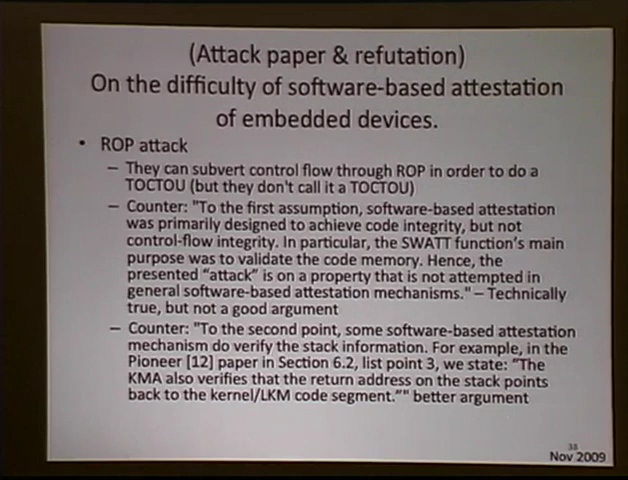 (Attack paper & refutation)
On the difficulty of software-based attestation
of embedded devices.
• ROP attack
– They can subvert control flow through ROP in order to do a
TOCTOU (but they don't call it a TOCTOU)
– Counter: "To the first assumption, software-based attestation
was primarily designed to achieve code integrity, but not
control-flow integrity. In particular, the SWATT function's main
purpose was to validate the code memory. Hence, the
presented "attack" is on a property that is not attempted in
general software-based attestation mechanisms." – Technically
true, but not a good argument
– Counter: "To the second point, some software-based attestation
mechanism do verify the stack information. For example, in the
Pioneer [12] paper in Section 6.2, list point 3, we state: "The
KMA also verifies that the return address on the stack points
back to the kernel/LKM code segment."" better argument
38
Nov 2009